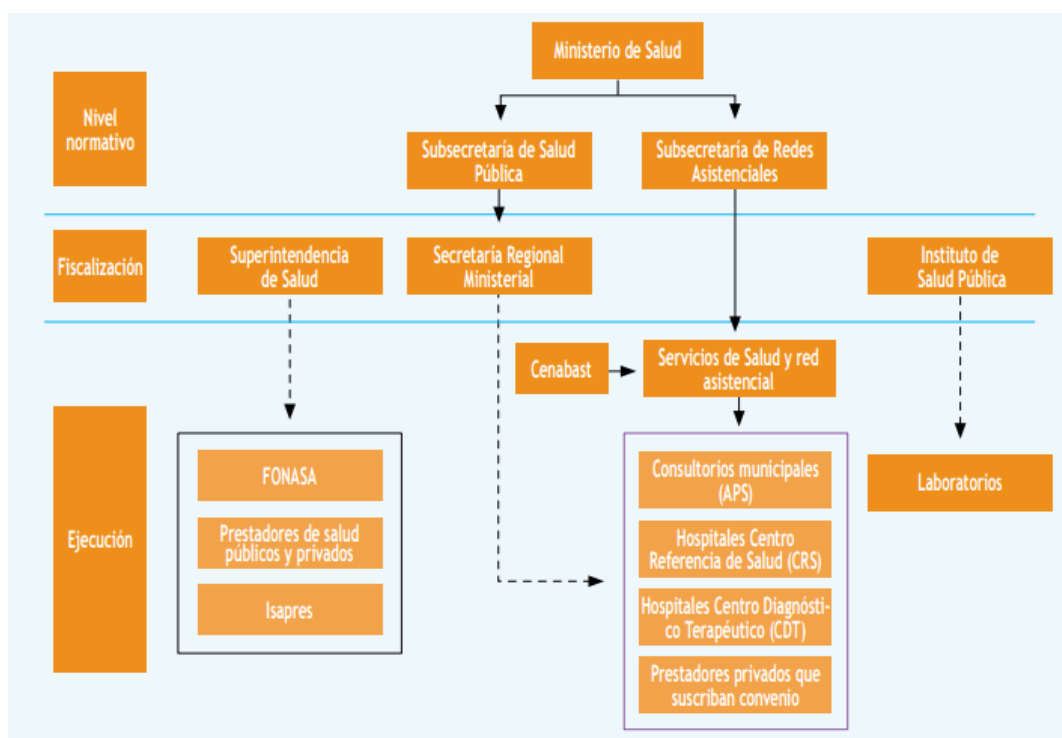 Ministerio de Salud
Nivel
normativo
Subsecretaría de Salud
Pública
Subsecretaría de Redes
Asistenciales
Fiscalización
Superintendencia
de Salud
Secretaría Regional
Ministerial
Instituto de
Salud Pública
Cenabast
Servicios de Salud y red
asistencial
Ejecución
FONASA
Prestadores de salud
públicos y privados
Isapres
Consultorios municipales
(APS)
Hospitales Centro
Referencia de Salud (CRS)
Hospitales Centro Diagnósti-
co Terapéutico (CDT)
Prestadores privados que
suscriban convenio
Laboratorios